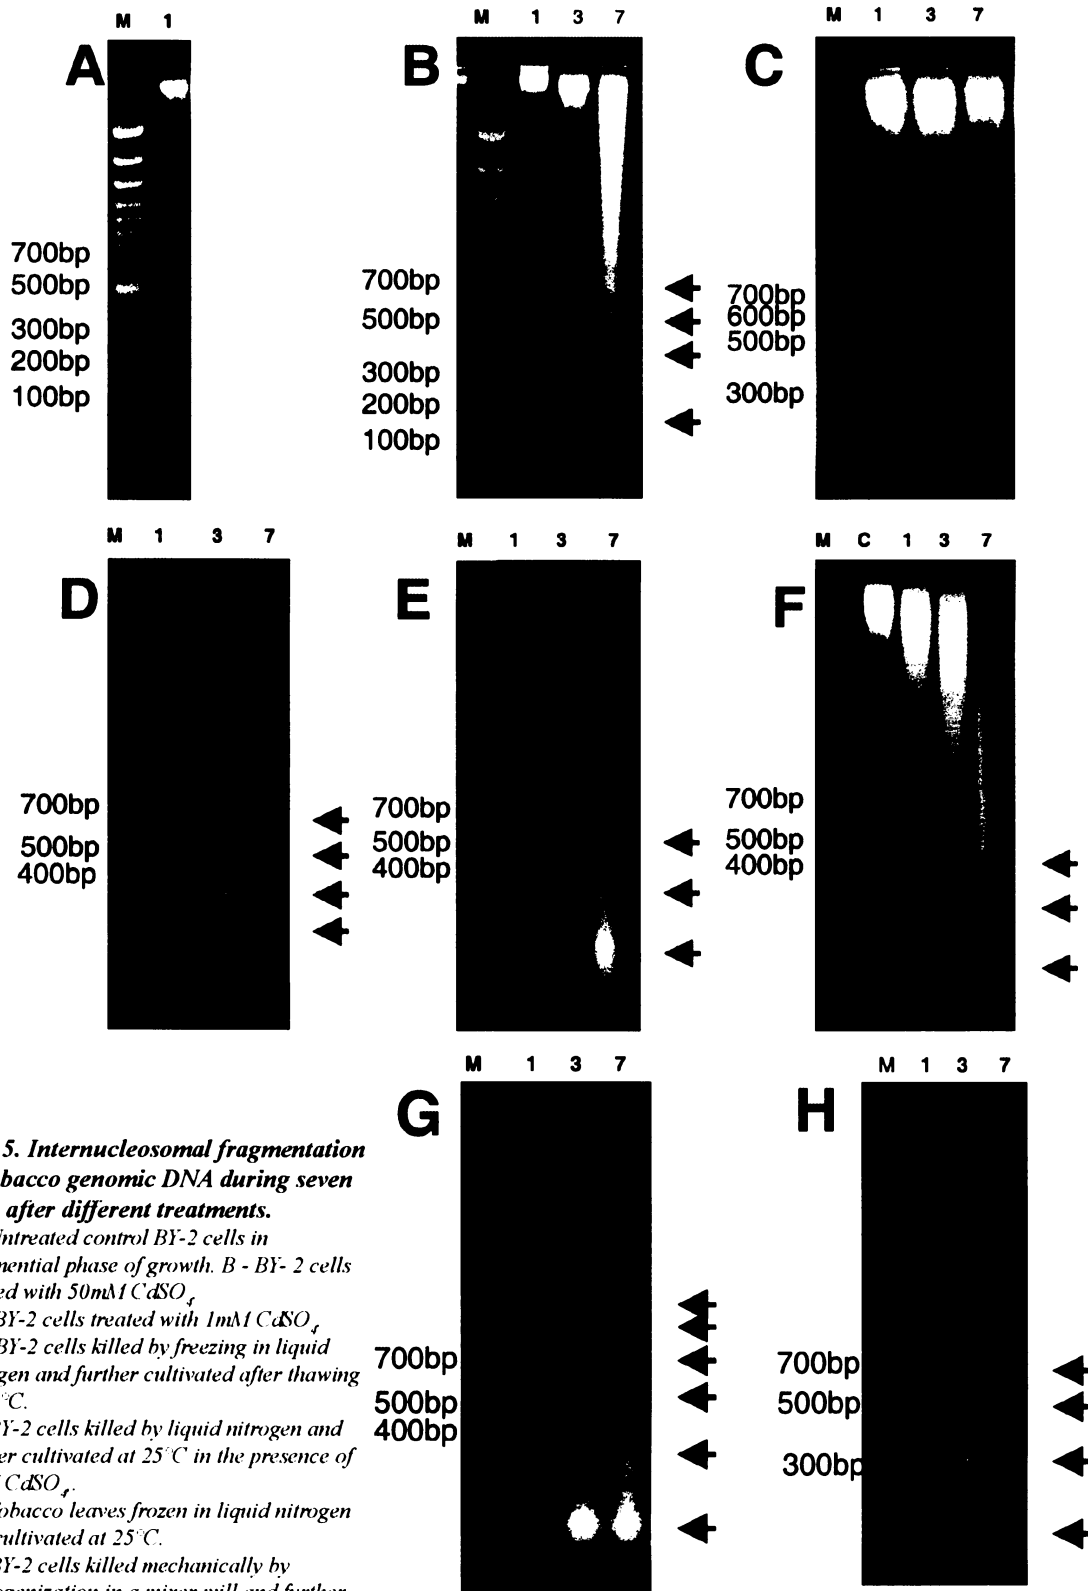 M 1
A
700bp
500bp
300bp
200bp
100bp
M 1 3 7
B
700bp
500bp
300bp
200bp
100bp
M 1 3 7
C
700bp
600bp
500bp
300bp
M 1 3 7
D
700bp
500bp
400bp
M 1 3 7
E
700bp
500bp
400bp
M C 1 3 7
F
700bp
500bp
400bp
M 1 3 7
G
700bp
500bp
400bp
M 1 3 7
H
700bp
500bp
300bp
5. Internucleosomal fragmentation
bacco genomic DNA during seven
after different treatments.
Untreated control BY-2 cells in
nential phase of growth. B - BY- 2 cells
ed with 50mM CdSO4
BY-2 cells treated with 1mM CdSO4
BY-2 cells killed by freezing in liquid
gen and further cultivated after thawing
°C.
BY-2 cells killed by liquid nitrogen and
er cultivated at 25°C in the presence of
CdSO4.
obacco leaves frozen in liquid nitrogen
cultivated at 25°C.
BY-2 cells killed mechanically by